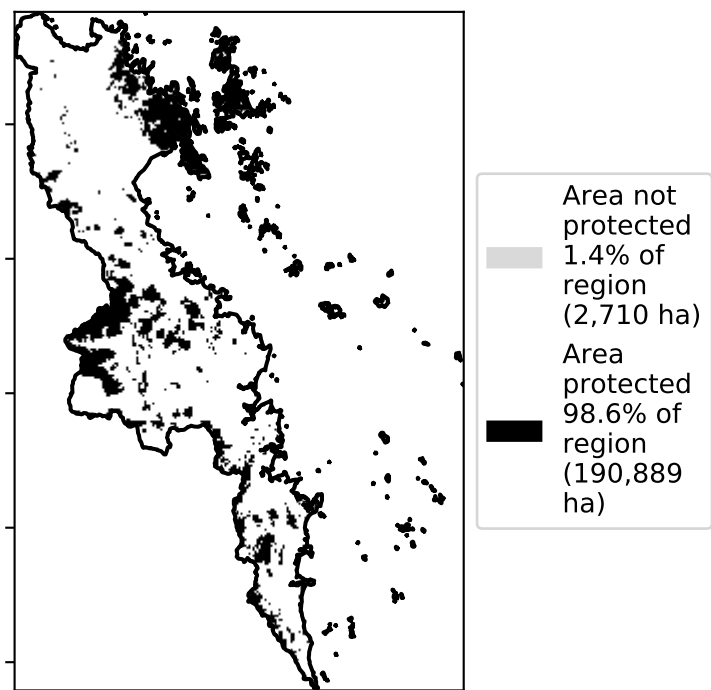 Area not
protected
1.4% of
region
(2,710 ha)
Area
protected
98.6% of
region
(190,889
ha)